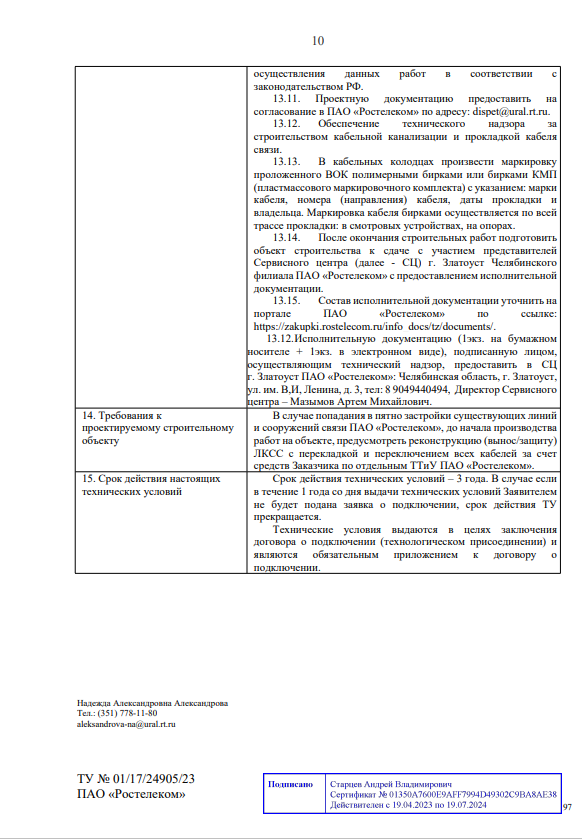 10
осуществления данных работ в соответствии с
законодательством РФ.
13.11. Проектную документацию предоставить на
согласование в ПАО «Ростелеком» по адресу: dispet@ural.rt.ru.
13.12. Обеспечение технического надзора за
строительством кабельной канализации и прокладкой кабеля
связи.
13.13. В кабельных колодцах произвести маркировку
проложенного ВОК полимерными бирками или бирками КМП
(пластмассового маркировочного комплекта) с указанием: марки
кабеля, номера (направления) кабеля, даты прокладки и
владельца. Маркировка кабеля бирками осуществляется по всей
трассе прокладки: в смотровых устройствах, на опорах.
13.14. После окончания строительных работ подготовить
объект строительства к сдаче с участием представителей
Сервисного центра (далее - СЦ) г. Златоуст Челябинского
филиала ПАО «Ростелеком» с предоставлением исполнительной
документации.
13.15. Состав исполнительной документации уточнить на
портале ПАО «Ростелеком» по ссылке:
https://zakupki.rostelecom.ru/info_docs/tz/documents/.
13.12.Исполнительную документацию (1экз. на бумажном
носителе + 1экз. в электронном виде), подписанную лицом,
осуществляющим технический надзор, предоставить в СЦ
г. Златоуст ПАО «Ростелеком»: Челябинская область, г. Златоуст,
ул. им. В,И, Ленина, д. 3, тел: 8 9049440494, Директор Сервисного
центра – Мазымов Артем Михайлович.
14. Требования к
проектируемому строительному
объекту
В случае попадания в пятно застройки существующих линий
и сооружений связи ПАО «Ростелеком», до начала производства
работ на объекте, предусмотреть реконструкцию (вынос/защиту)
ЛКСС с перекладкой и переключением всех кабелей за счет
средств Заказчика по отдельным ТТиУ ПАО «Ростелеком».
15. Срок действия настоящих
технических условий
Срок действия технических условий – 3 года. В случае если
в течение 1 года со дня выдачи технических условий Заявителем
не будет подана заявка о подключении, срок действия ТУ
прекращается.
Технические условия выдаются в целях заключения
договора о подключении (технологическом присоединении) и
являются обязательным приложением к договору о
подключении.
Надежда Александровна Александрова
Тел.: (351) 778-11-80
aleksandrova-na@ural.rt.ru
ТУ № 01/17/24905/23
ПАО «Ростелеком»
Подписано
Старцев Андрей Владимирович
Сертификат № 01350A7600E9AFF7994D49302C9BA8AE38
Действителен с 19.04.2023 по 19.07.2024
97